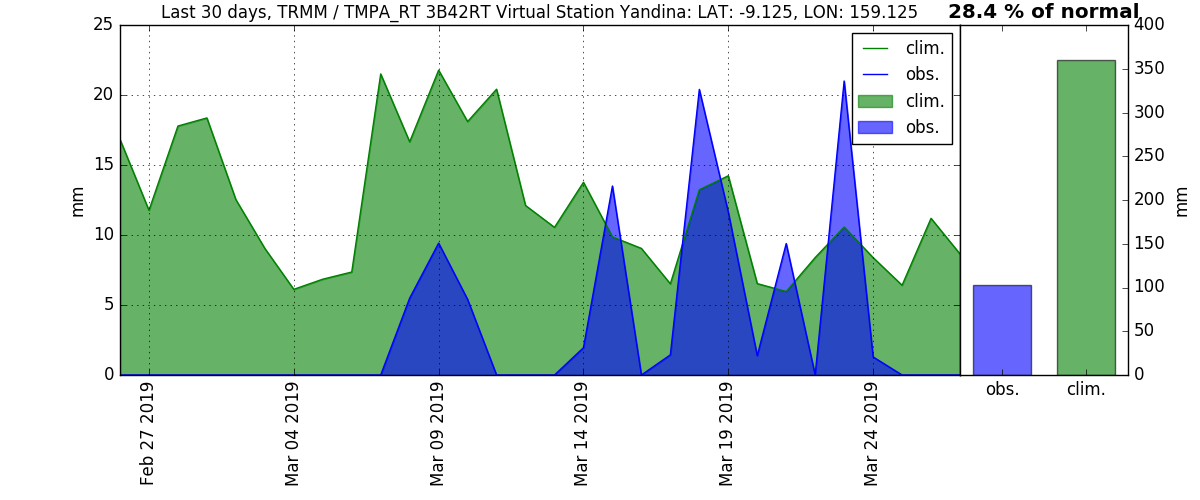 Last 30 days, TRMM / TMPA_RT 3B42RT Virtual Station Yandina: LAT: -9.125, LON: 159.125
28.4 % of normal
25
20
15
10
5
0
mm
clim.
obs.
clim.
obs.
400
350
300
250
200
150
100
50
0
mm
Feb 27 2019
Mar 04 2019
Mar 09 2019
Mar 14 2019
Mar 19 2019
Mar 24 2019
obs.
clim.